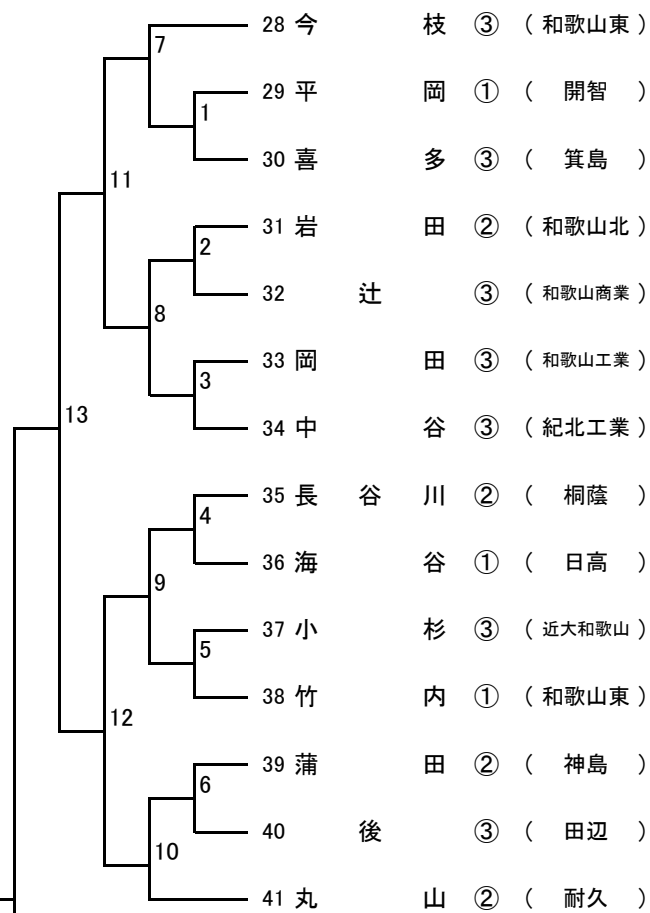 28 今 枝 ③ （ 和歌山東 ）
7
29 平 岡 ① （ 開智 ）
1
30 喜 多 ③ （ 箕島 ）
11
31 岩 田 ② （ 和歌山北 ）
2
32 辻 ③ （ 和歌山商業 ）
8
33 岡 田 ③ （ 和歌山工業 ）
3
13
34 中 谷 ③ （ 紀北工業 ）
35 長 谷 川 ② （ 桐蔭 ）
4
36 海 谷 ① （ 日高 ）
9
37 小 杉 ③ （ 近大和歌山 ）
5
38 竹 内 ① （ 和歌山東 ）
12
39 蒲 田 ② （ 神島 ）
6
40 後 ③ （ 田辺 ）
10
41 丸 山 ② （ 耐久 ）